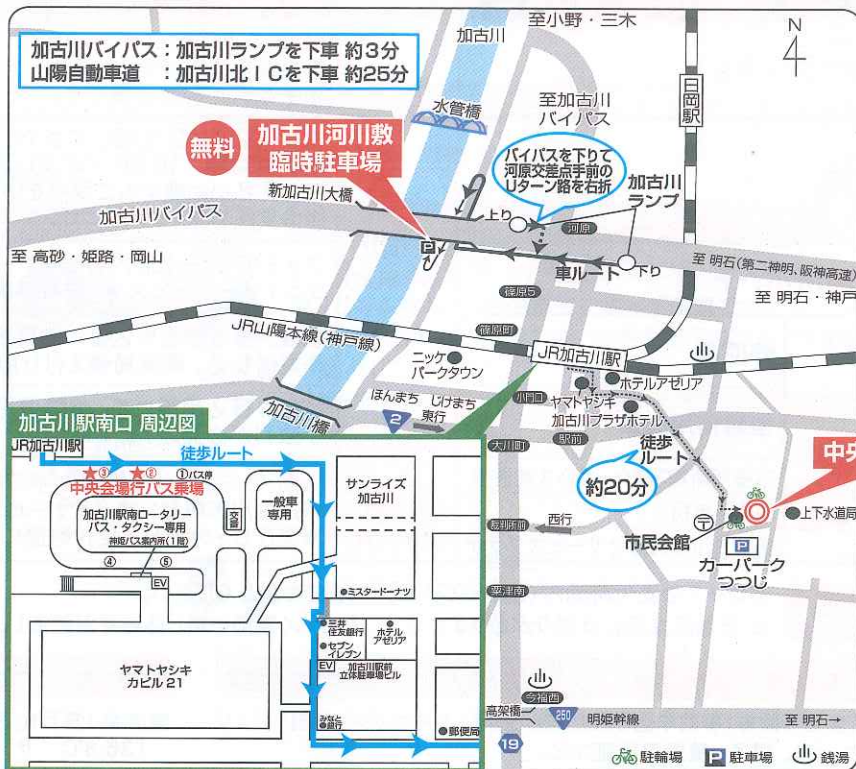 加古川バイパス：加古川ランプを下車 約3分
山陽自動車道　：加古川北ICを下車 約25分
加古川
至小野・三木
N
4
日岡駅
水管橋
至加古川
バイパス
無料
加古川河川敷
臨時駐車場
バイパスを下りて
河原交差点手前の
Uターン路を右折
加古川
ランプ
新加古川大橋
加古川バイパス
上り
河原
P
至 高砂・姫路・岡山
車ルート
下り
至 明石(第二神明、阪神高速)
至 明石・神戸
篠原5
篠原町
JR山陽本線(神戸線)
JR加古川駅
ニッケ
パークタウン
ホテルアゼリア
ヤマトヤシキ
加古川プラザホテル
加古川橋
ほんまち　じけまち
2
東行
小門口
駅前
大川町
徒歩
ルート
約20分
中央
裁判所前
西行
〒
市民会館
上下水道局
P
カーパーク
つつじ
粟津南
今福西
高架橋
250
明姫幹線
至 明石→
19
駐輪場
P 駐車場
銭湯
加古川駅南口 周辺図
JR加古川駅
徒歩ルート
★③
★②
①バス停
中央会場行バス乗場
加古川駅南ロータリー
バス・タクシー専用
神姫バス案内所(1階)
交番
一般車
専用
サンライズ
加古川
④
⑤
EV
ミスタードーナツ
三井
住友銀行
ホテル
アゼリア
セブン
イレブン
EV
加古川駅前
立体駐車場ビル
ヤマトヤシキ
カピル21
みなと
銀行
郵便局